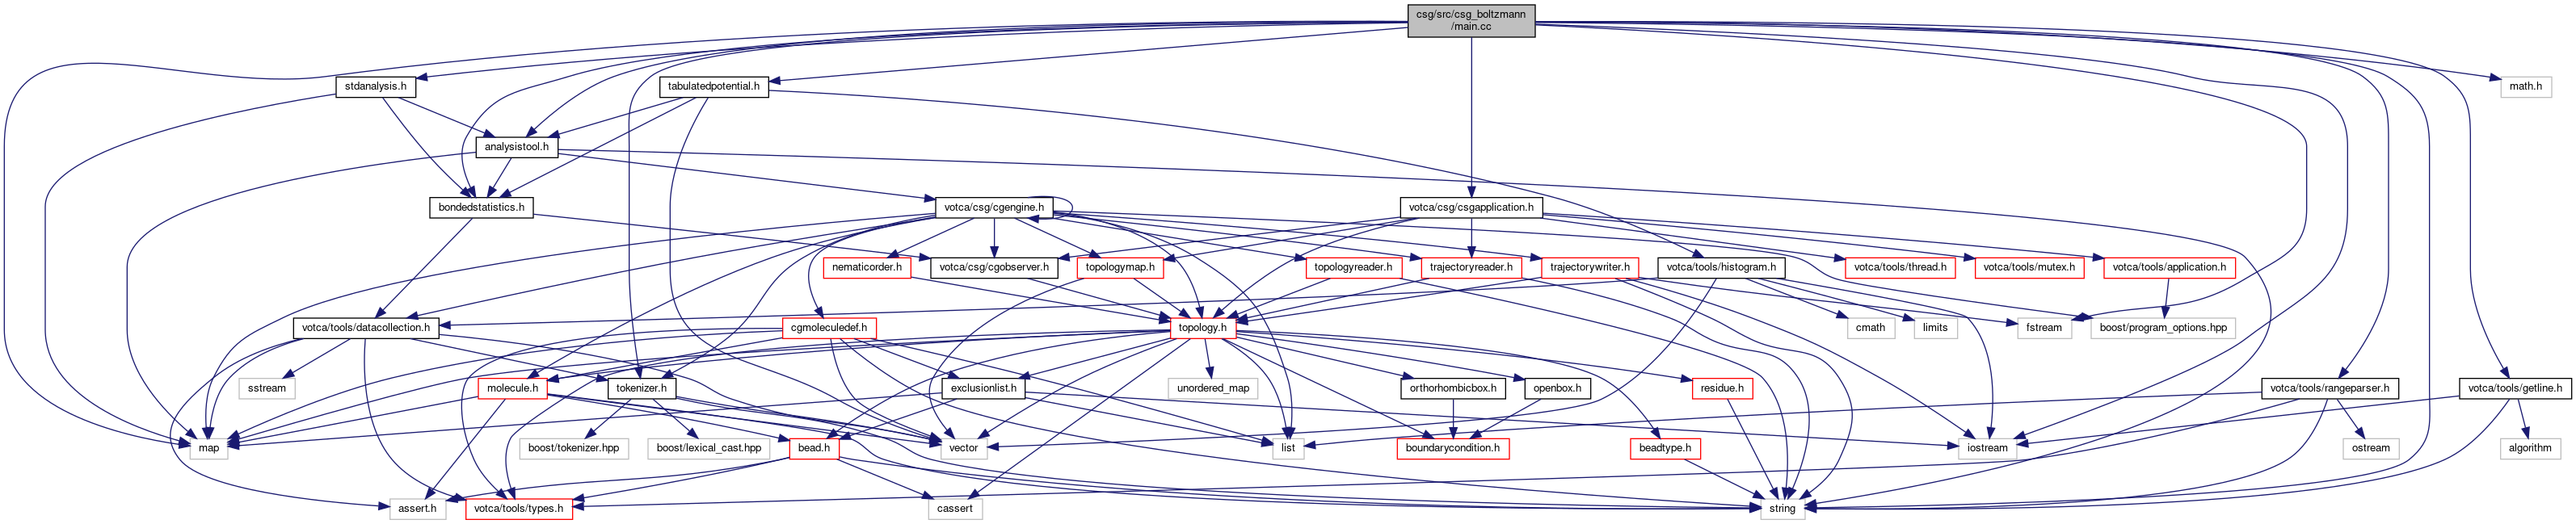 csg/src/csg_boltzmann
/main.cc
stdanalysis.h
tabulatedpotential.h
math.h
analysistool.h
bondedstatistics.h
votca/csg/cgengine.h
votca/csg/csgapplication.h
nematicorder.h
votca/csg/cgobserver.h
topologymap.h
topologyreader.h
trajectoryreader.h
trajectorywriter.h
votca/tools/histogram.h
votca/tools/thread.h
votca/tools/mutex.h
votca/tools/application.h
votca/tools/datacollection.h
cgmoleculedef.h
topology.h
cmath
limits
fstream
boost/program_options.hpp
sstream
molecule.h
tokenizer.h
exclusionlist.h
unordered_map
orthorhombicbox.h
openbox.h
residue.h
votca/tools/rangeparser.h
votca/tools/getline.h
map
boost/tokenizer.hpp
boost/lexical_cast.hpp
bead.h
vector
list
boundarycondition.h
beadtype.h
iostream
ostream
algorithm
assert.h
votca/tools/types.h
cassert
string